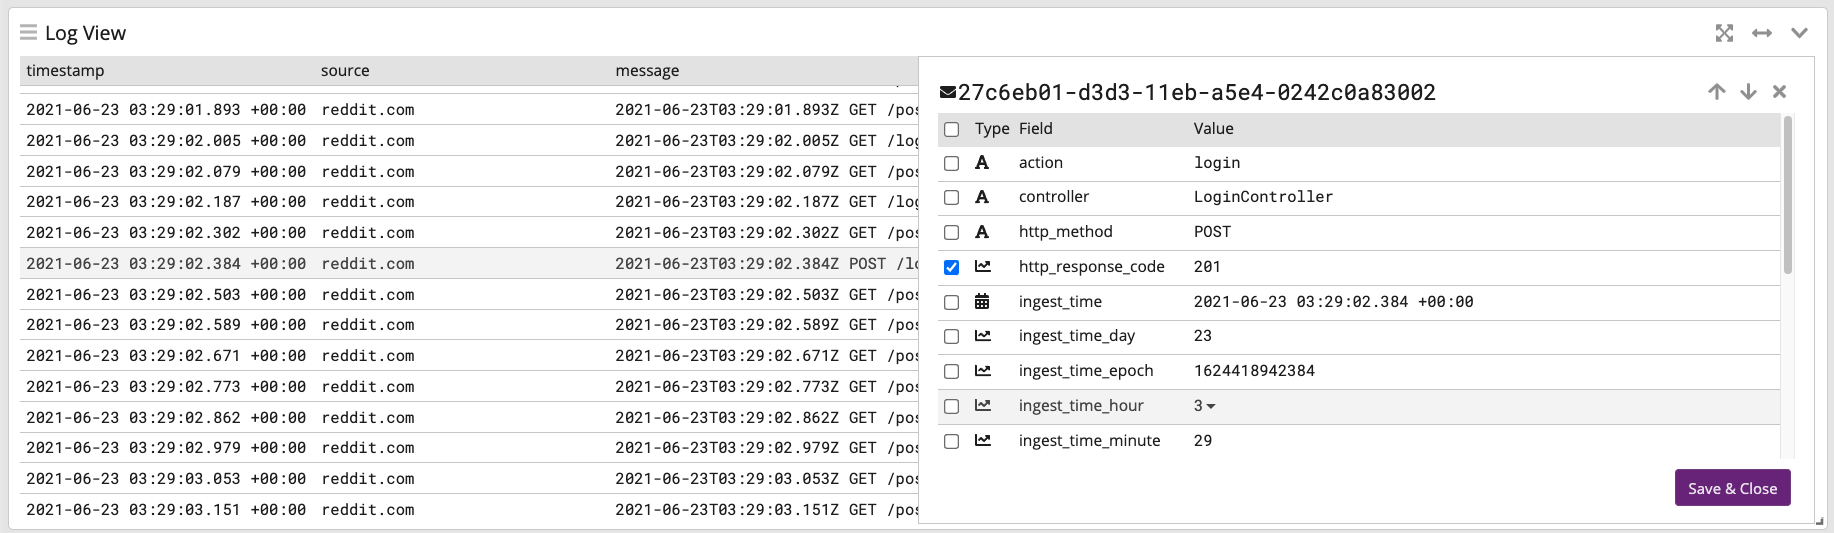 Log View
timestamp source message
2021-06-23 03:29:01.893 +00:00 reddit.com 2021-06-23T03:29:01.893Z GET /pos
2021-06-23 03:29:02.005 +00:00 reddit.com 2021-06-23T03:29:02.005Z GET /log
2021-06-23 03:29:02.079 +00:00 reddit.com 2021-06-23T03:29:02.079Z GET /pos
2021-06-23 03:29:02.187 +00:00 reddit.com 2021-06-23T03:29:02.187Z GET /log
2021-06-23 03:29:02.302 +00:00 reddit.com 2021-06-23T03:29:02.302Z GET /pos
2021-06-23 03:29:02.384 +00:00 reddit.com 2021-06-23T03:29:02.384Z POST /lo
2021-06-23 03:29:02.503 +00:00 reddit.com 2021-06-23T03:29:02.503Z GET /pos
2021-06-23 03:29:02.589 +00:00 reddit.com 2021-06-23T03:29:02.589Z GET /pos
2021-06-23 03:29:02.671 +00:00 reddit.com 2021-06-23T03:29:02.671Z GET /pos
2021-06-23 03:29:02.773 +00:00 reddit.com 2021-06-23T03:29:02.773Z GET /pos
2021-06-23 03:29:02.862 +00:00 reddit.com 2021-06-23T03:29:02.862Z GET /pos
2021-06-23 03:29:02.979 +00:00 reddit.com 2021-06-23T03:29:02.979Z GET /pos
2021-06-23 03:29:03.053 +00:00 reddit.com 2021-06-23T03:29:03.053Z GET /pos
2021-06-23 03:29:03.151 +00:00 reddit.com 2021-06-23T03:29:03.151Z GET /pos
27c6eb01-d3d3-11eb-a5e4-0242c0a83002
Type Field Value
action login
controller LoginController
http_method POST
http_response_code 201
ingest_time 2021-06-23 03:29:02.384 +00:00
ingest_time_day 23
ingest_time_epoch 1624418942384
ingest_time_hour 3
ingest_time_minute 29
Save & Close